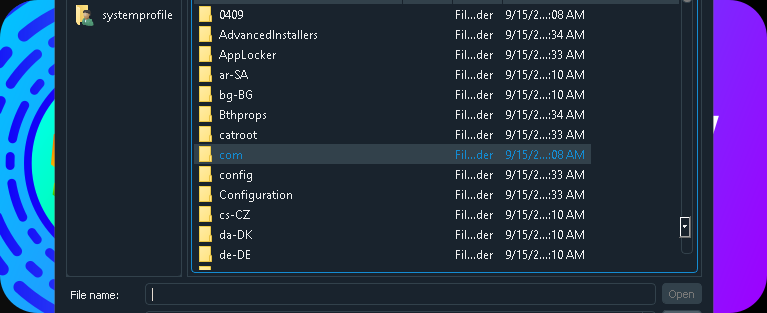 systemprofile
0409 Fil...der 9/15/2...:08 AM
AdvancedInstallers Fil...der 9/15/2...:34 AM
AppLocker Fil...der 9/15/2...:33 AM
ar-SA Fil...der 9/15/2...:10 AM
bg-BG Fil...der 9/15/2...:10 AM
Bthprops Fil...der 9/15/2...:34 AM
catroot Fil...der 9/15/2...:33 AM
com Fil...der 9/15/2...:08 AM
config Fil...der 9/15/2...:33 AM
Configuration Fil...der 9/15/2...:33 AM
cs-CZ Fil...der 9/15/2...:10 AM
da-DK Fil...der 9/15/2...:10 AM
de-DE Fil...der 9/15/2...:10 AM
File name: Open